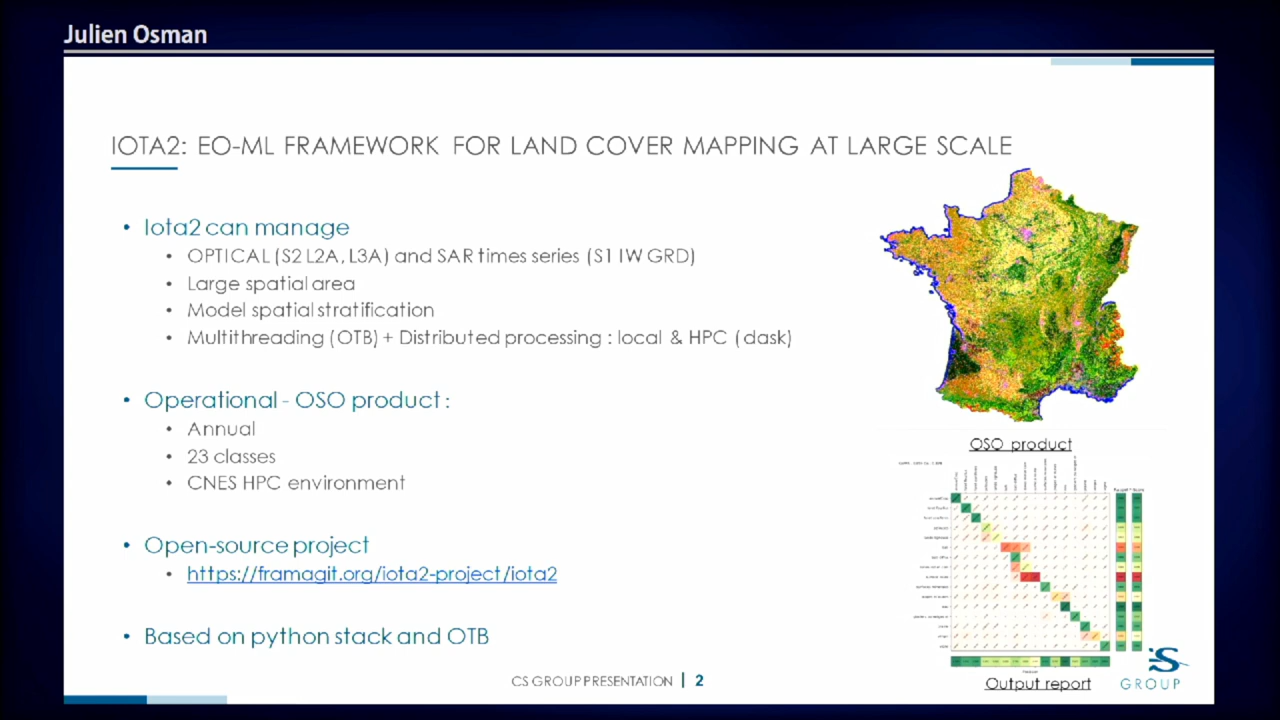 Julien Osman
IOTA2: EO-ML FRAMEWORK FOR LAND COVER MAPPING AT LARGE SCALE
• Iota2 can manage
• OPTICAL (S2 L2A, L3A) and SAR times series (S1 IW GRD)
• Large spatial area
• Model spatial stratification
• Multithreading (OTB) + Distributed processing : local & HPC (dask)
• Operational - OSO product :
• Annual
• 23 classes
• CNES HPC environment
• Open-source project
• https://framagit.org/iota2-project/iota2
• Based on python stack and OTB
OSO product
Output report
CS GROUP PRESENTATION | 2
GROUP